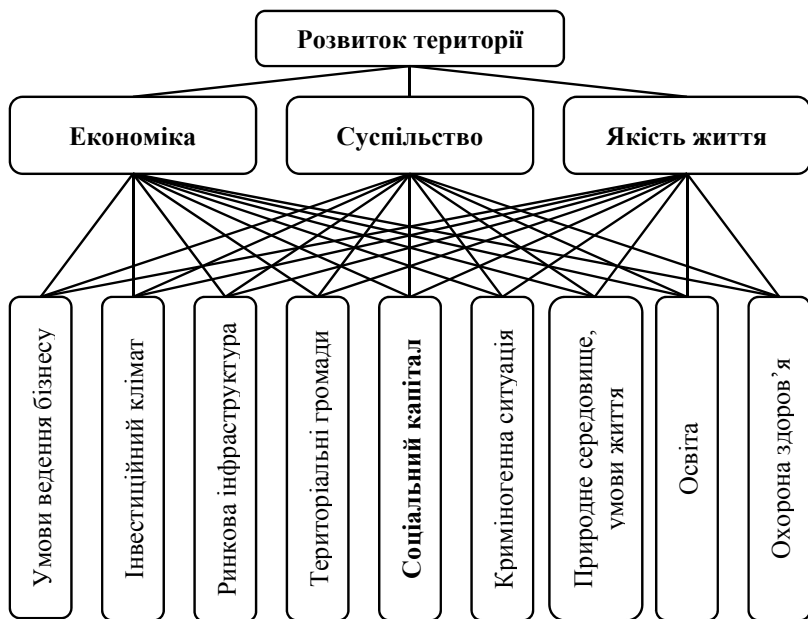 Розвиток території
Економіка
Суспільство
Якість життя
Умови ведення бізнесу
Інвестиційний клімат
Ринкова інфраструктура
Територіальні громади
Соціальний капітал
Криміногенна ситуація
Природне середовище,
умови життя
Освіта
Охорона здоров’я